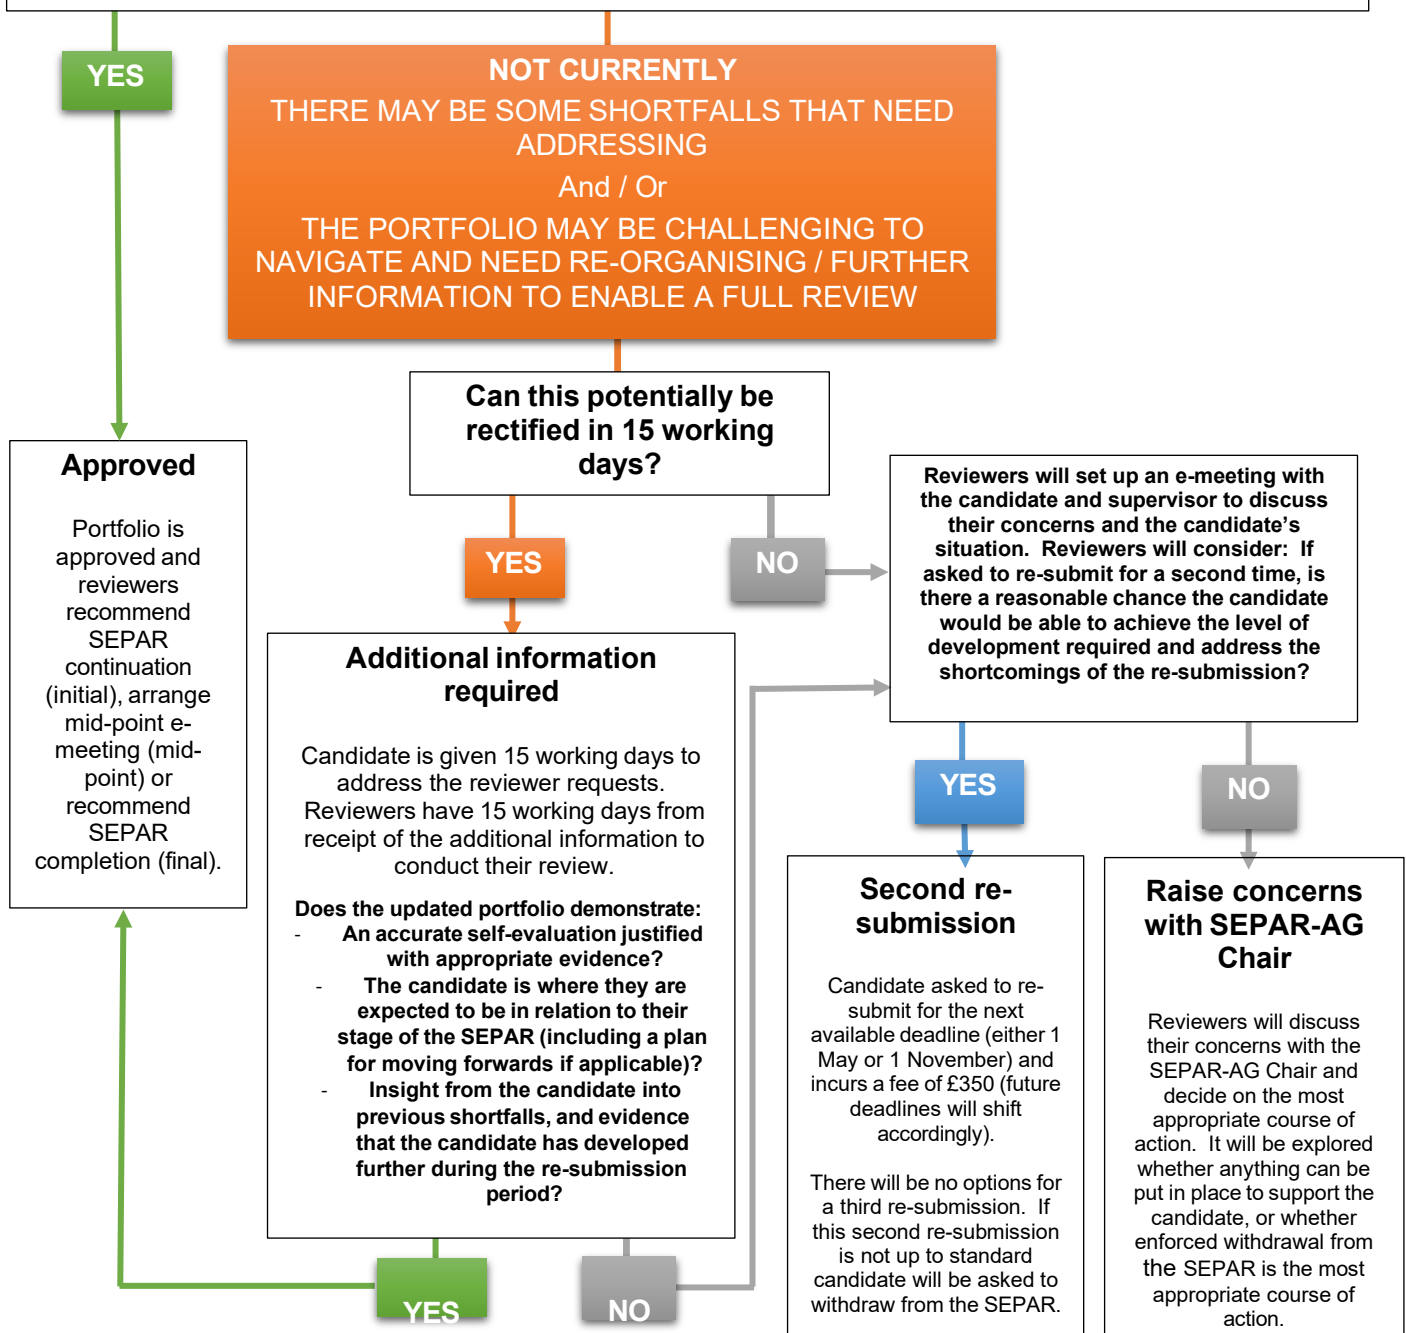 YES
NOT CURRENTLY
THERE MAY BE SOME SHORTFALLS THAT NEED
ADDRESSING
And / Or
THE PORTFOLIO MAY BE CHALLENGING TO
NAVIGATE AND NEED RE-ORGANISING / FURTHER
INFORMATION TO ENABLE A FULL REVIEW
Can this potentially be
rectified in 15 working
days?
YES
NO
Approved
Portfolio is
approved and
reviewers
recommend
SEPAR
continuation
(initial), arrange
mid-point e-
meeting (mid-
point) or
recommend
SEPAR
completion (final).
Additional information
required
Candidate is given 15 working days to
address the reviewer requests.
Reviewers have 15 working days from
receipt of the additional information to
conduct their review.
Does the updated portfolio demonstrate:
- An accurate self-evaluation justified
with appropriate evidence?
- The candidate is where they are
expected to be in relation to their
stage of the SEPAR (including a plan
for moving forwards if applicable)?
- Insight from the candidate into
previous shortfalls, and evidence
that the candidate has developed
further during the re-submission
period?
YES
NO
Reviewers will set up an e-meeting with
the candidate and supervisor to discuss
their concerns and the candidate’s
situation. Reviewers will consider: If
asked to re-submit for a second time, is
there a reasonable chance the candidate
would be able to achieve the level of
development required and address the
shortcomings of the re-submission?
YES
NO
Second re-
submission
Candidate asked to re-
submit for the next
available deadline (either 1
May or 1 November) and
incurs a fee of £350 (future
deadlines will shift
accordingly).
There will be no options for
a third re-submission. If
this second re-submission
is not up to standard
candidate will be asked to
withdraw from the SEPAR.
Raise concerns
with SEPAR-AG
Chair
Reviewers will discuss
their concerns with the
SEPAR-AG Chair and
decide on the most
appropriate course of
action. It will be explored
whether anything can be
put in place to support the
candidate, or whether
enforced withdrawal from
the SEPAR is the most
appropriate course of
action.